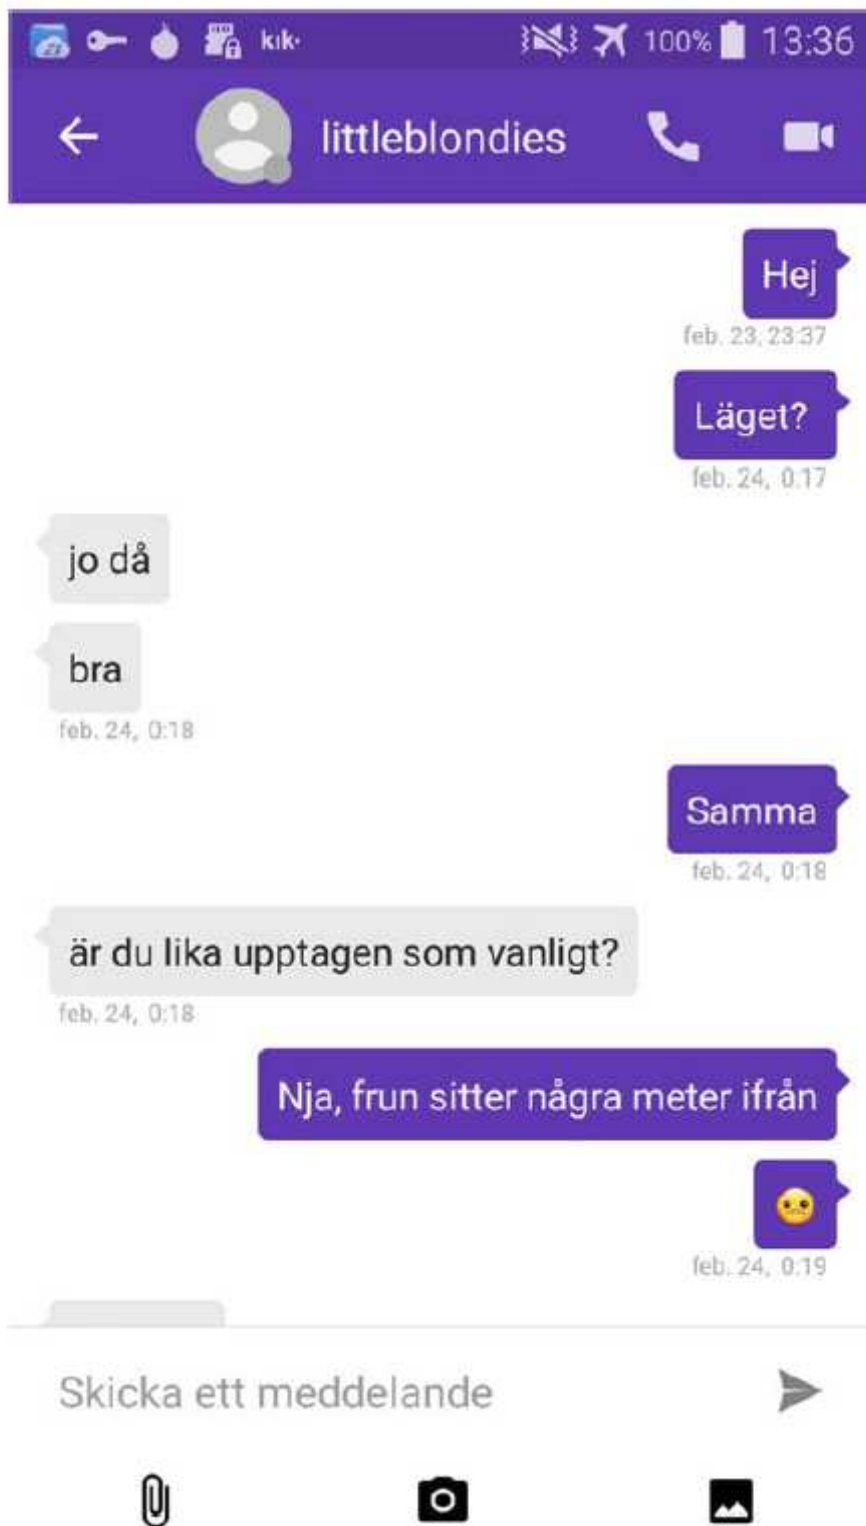 kik·
100% 13:36
littleblondies
Hej
feb. 23, 23:37
Läget?
feb. 24, 0:17
jo då
bra
feb. 24, 0:18
Samma
feb. 24, 0:18
är du lika upptagen som vanligt?
feb. 24, 0:18
Nja, frun sitter några meter ifrån
feb. 24, 0:19
Skicka ett meddelande